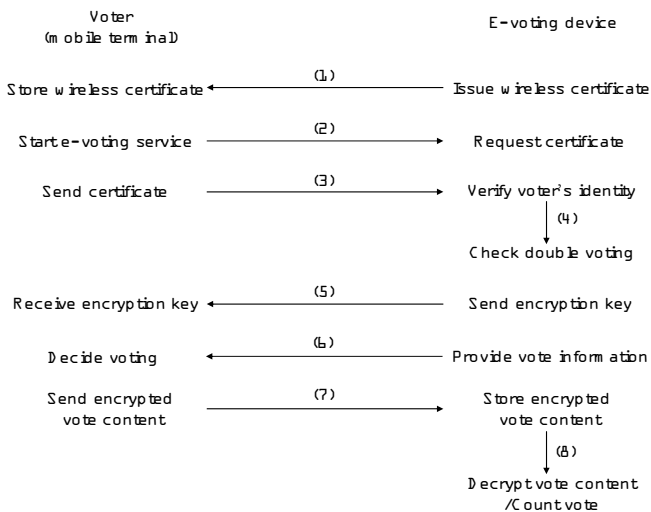 Voter
(mobile terminal)
E-voting device
(1)
Store wireless certificate
Issue wireless certificate
(2)
Start e-voting service
Request certificate
(3)
Send certificate
Verify voter's identity
(4)
Check double voting
(5)
Receive encryption key
Send encryption key
(6)
Decide voting
Provide vote information
(7)
Send encrypted
vote content
Store encrypted
vote content
(8)
Decrypt vote content
/Count vote